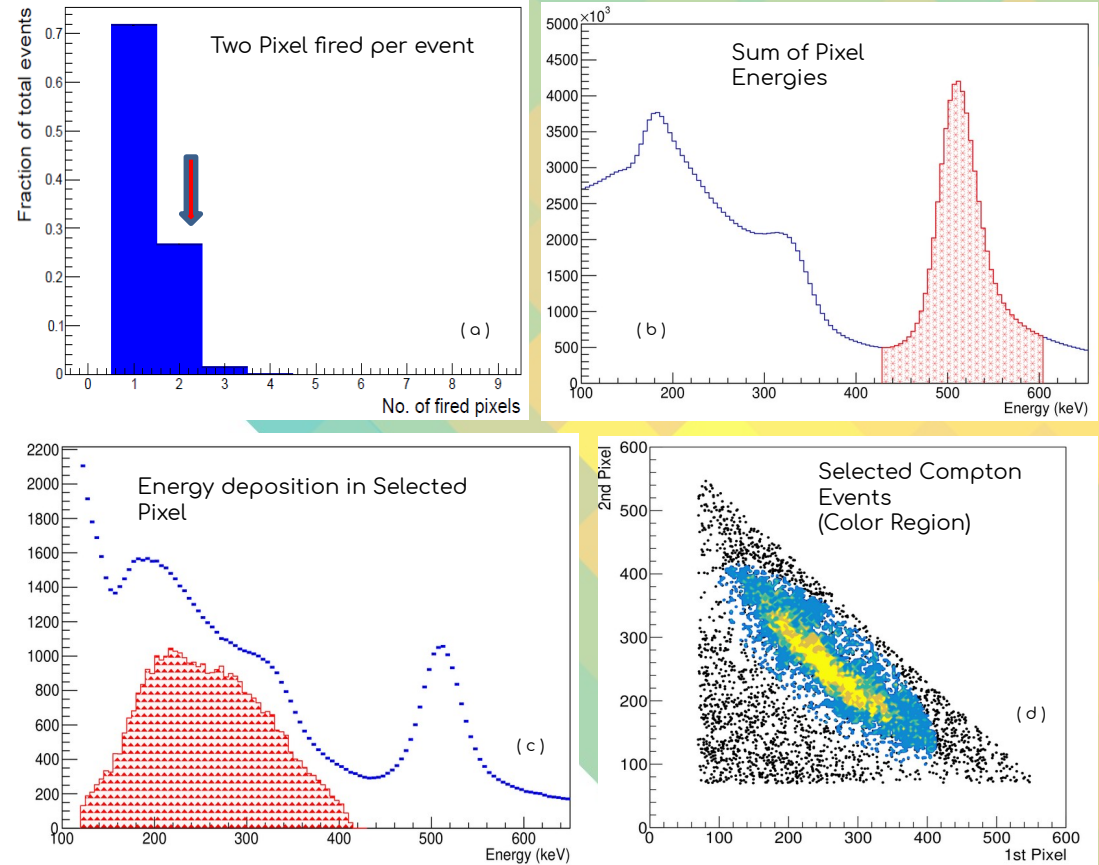 Two Pixel fired per event
Fraction of total events
0.7
0.6
0.5
0.4
0.3
0.2
0.1
0
0 1 2 3 4 5 6 7 8 9
No. of fired pixels
( a )
×10³
Sum of Pixel
Energies
5000
4500
4000
3500
3000
2500
2000
1500
1000
500
0
100 200 300 400 500 600
Energy (keV)
( b )
Energy deposition in Selected
Pixel
2200
2000
1800
1600
1400
1200
1000
800
600
400
200
0
100 200 300 400 500 600
Energy (keV)
( c )
2nd Pixel
Selected Compton
Events
(Color Region)
600
500
400
300
200
100
0
0 100 200 300 400 500 600
1st Pixel
( d )